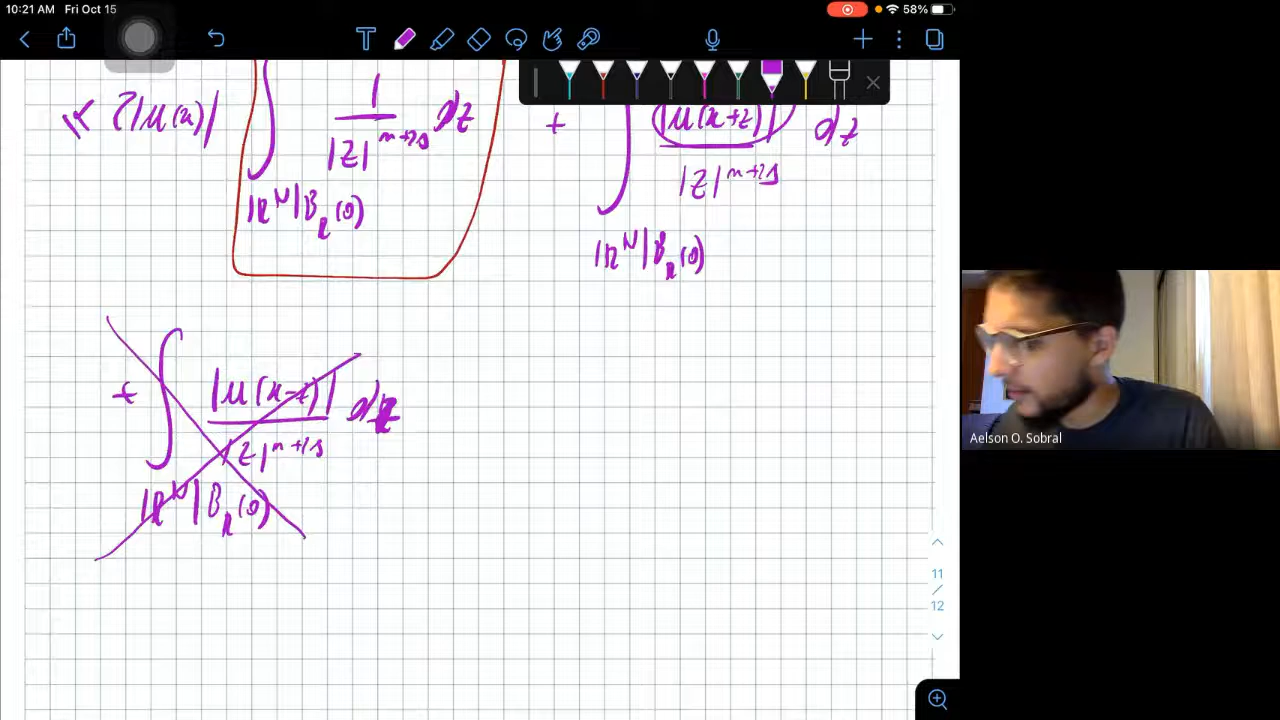 10:21 AM Fri Oct 15
58%
≤ 2|u(x)| ∫ 1 / |z|^{n+2s} dz + ∫ |u(x+z)| / |z|^{n+2s} dz
ℝ^N \ B_R(0) ℝ^N \ B_R(0)
+ ∫ |u(x-z)| / |z|^{n+2s} dz
ℝ^N \ B_R(0)
Aelson O. Sobral
11
/
12